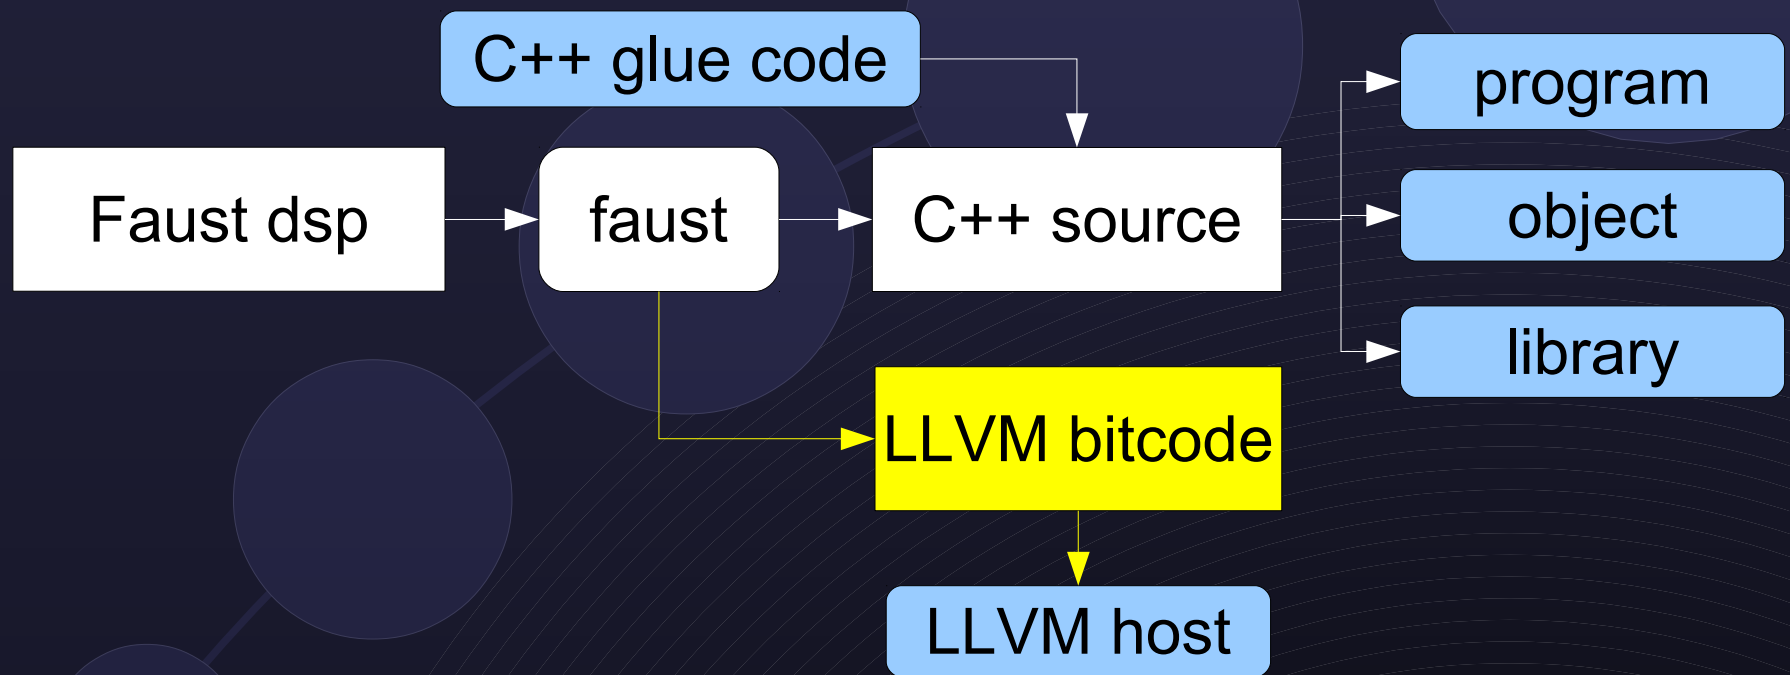 C++ glue code
program
Faust dsp
faust
C++ source
object
library
LLVM bitcode
LLVM host